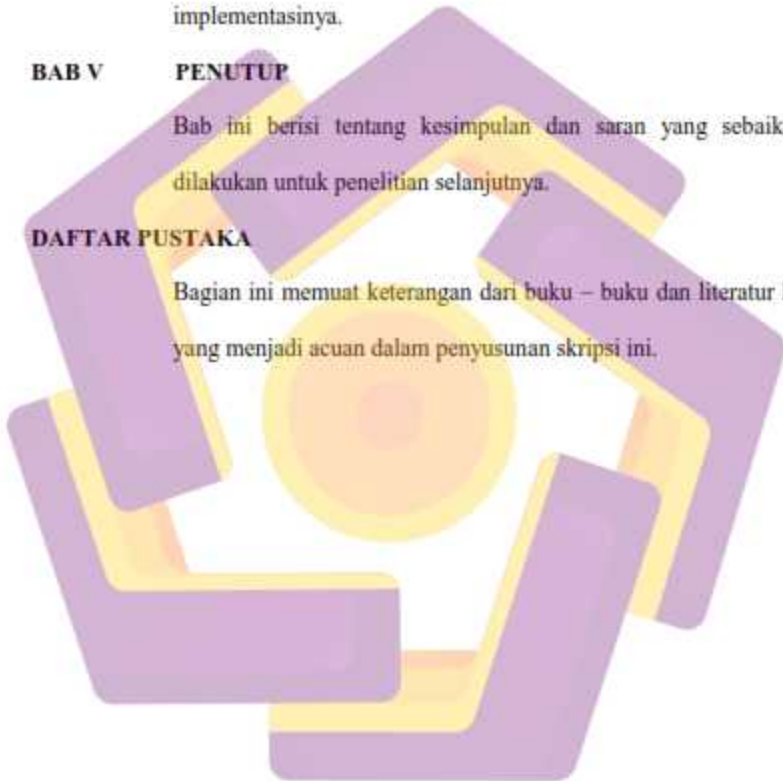 implementasinya.
BAB V PENUTUP
Bab ini berisi tentang kesimpulan dan saran yang sebaik
dilakukan untuk penelitian selanjutnya.
DAFTAR PUSTAKA
Bagian ini memuat keterangan dari buku – buku dan literatur
yang menjadi acuan dalam penyusunan skripsi ini.